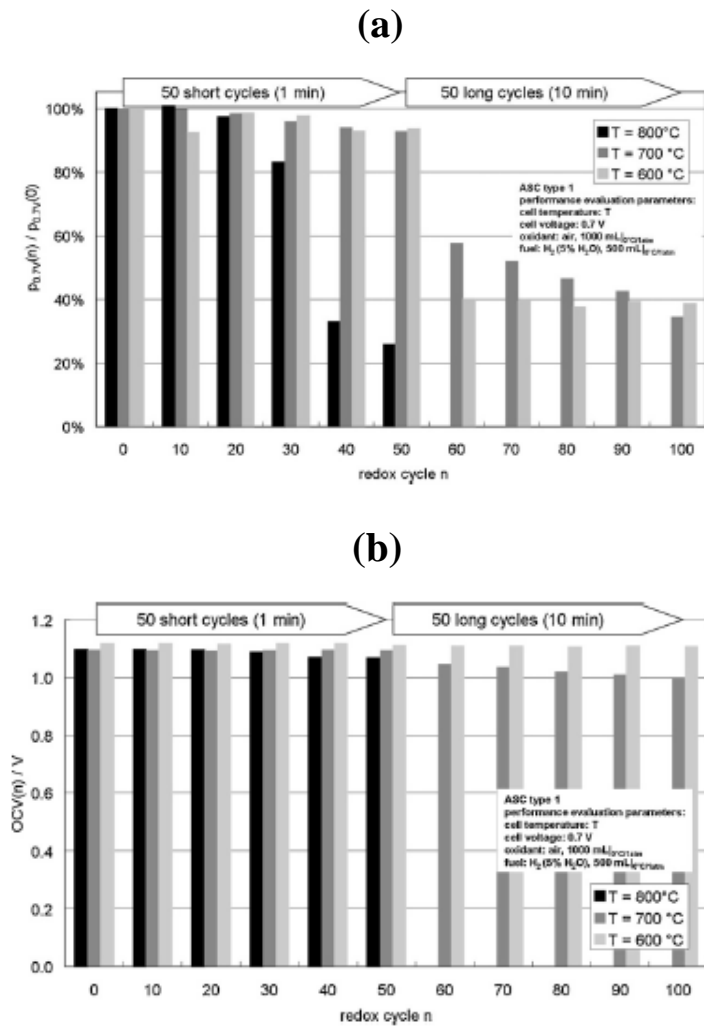 (a)
50 short cycles (1 min)
50 long cycles (10 min)
100%
80%
60%
40%
20%
0%
p0.7V(n) / p0.7V(0)
T = 800°C
T = 700 °C
T = 600 °C
ASC type 1
performance evaluation parameters:
cell temperature: T
cell voltage: 0.7 V
oxidant: air, 1000 mL|
fuel: H2 (5% H2O), 500 mL|
0 10 20 30 40 50 60 70 80 90 100
redox cycle n
(b)
50 short cycles (1 min)
50 long cycles (10 min)
1.2
1.0
0.8
0.6
0.4
0.2
0.0
OCV(n) / V
ASC type 1
performance evaluation parameters:
cell temperature: T
cell voltage: 0.7 V
oxidant: air, 1000 mL|
fuel: H2 (5% H2O), 500 mL|
T = 800°C
T = 700 °C
T = 600 °C
0 10 20 30 40 50 60 70 80 90 100
redox cycle n